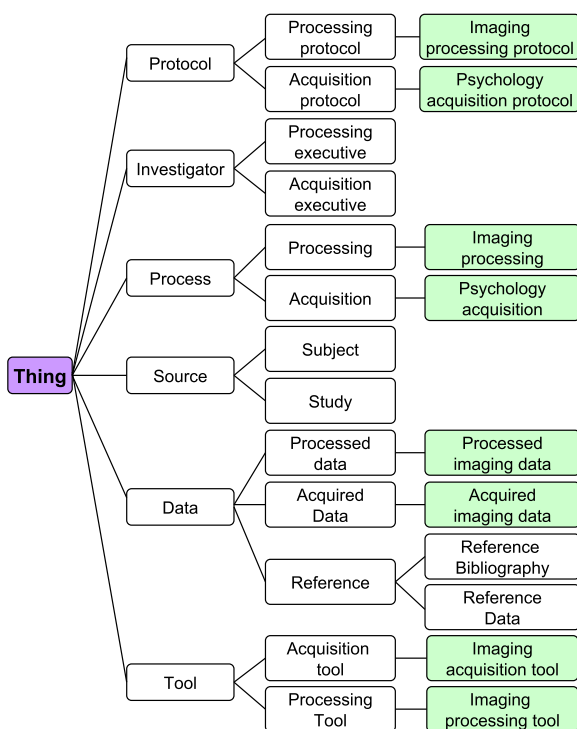 Thing
Protocol
Processing
protocol
Imaging
processing protocol
Acquisition
protocol
Psychology
acquisition protocol
Investigator
Processing
executive
Acquisition
executive
Process
Processing
Imaging
processing
Acquisition
Psychology
acquisition
Source
Subject
Study
Data
Processed
data
Processed
imaging data
Acquired
Data
Acquired
imaging data
Reference
Reference
Bibliography
Reference
Data
Tool
Acquisition
tool
Imaging
acquisition tool
Processing
Tool
Imaging
processing tool